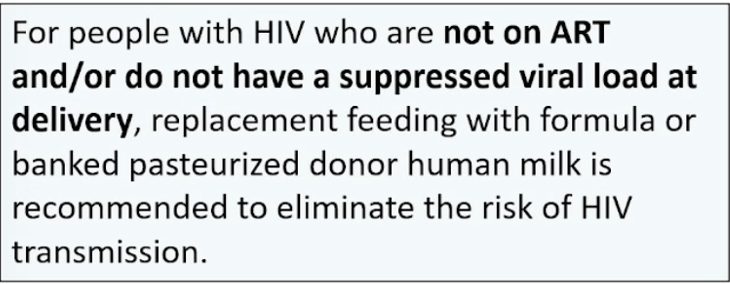 For people with HIV who are not on ART
and/or do not have a suppressed viral load at
delivery, replacement feeding with formula or
banked pasteurized donor human milk is
recommended to eliminate the risk of HIV
transmission.